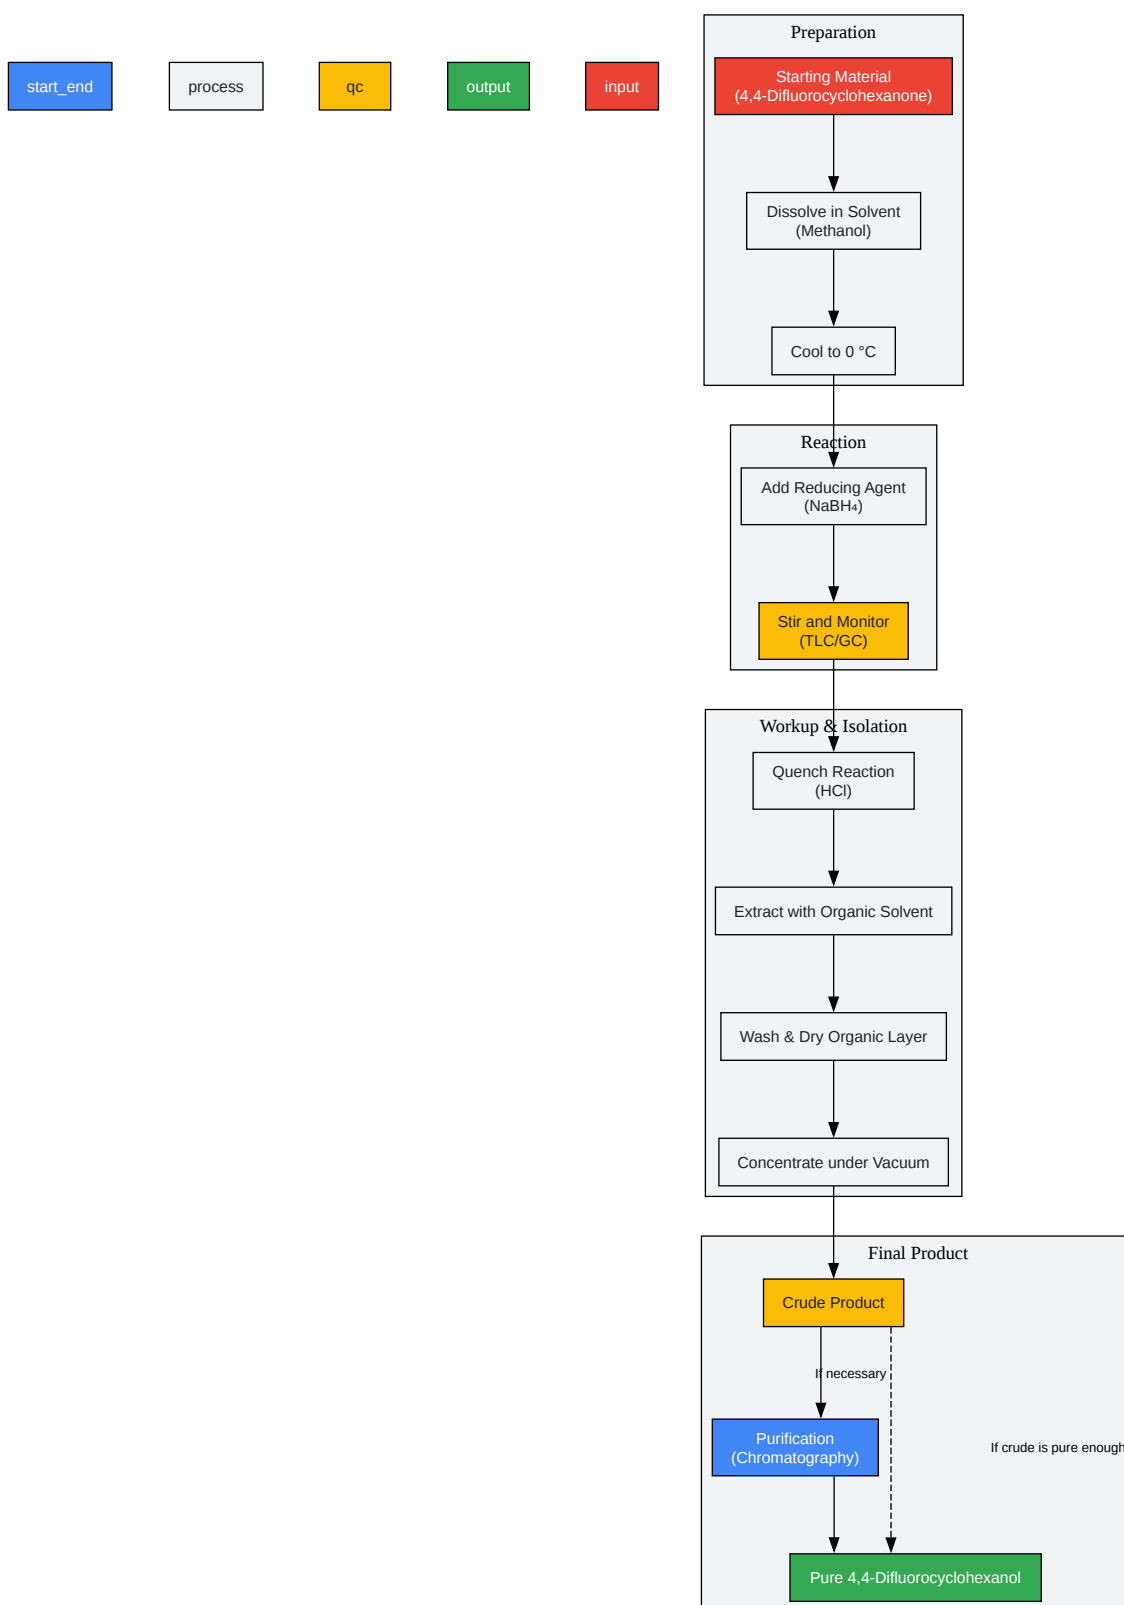 Preparation
start_end
process
qc
output
input
Starting Material
(4,4-Difluorocyclohexanone)
Dissolve in Solvent
(Methanol)
Cool to 0 °C
Reaction
Add Reducing Agent
(NaBH₄)
Stir and Monitor
(TLC/GC)
Workup & Isolation
Quench Reaction
(HCl)
Extract with Organic Solvent
Wash & Dry Organic Layer
Concentrate under Vacuum
Final Product
Crude Product
If necessary
Purification
(Chromatography)
If crude is pure enough
Pure 4,4-Difluorocyclohexanol